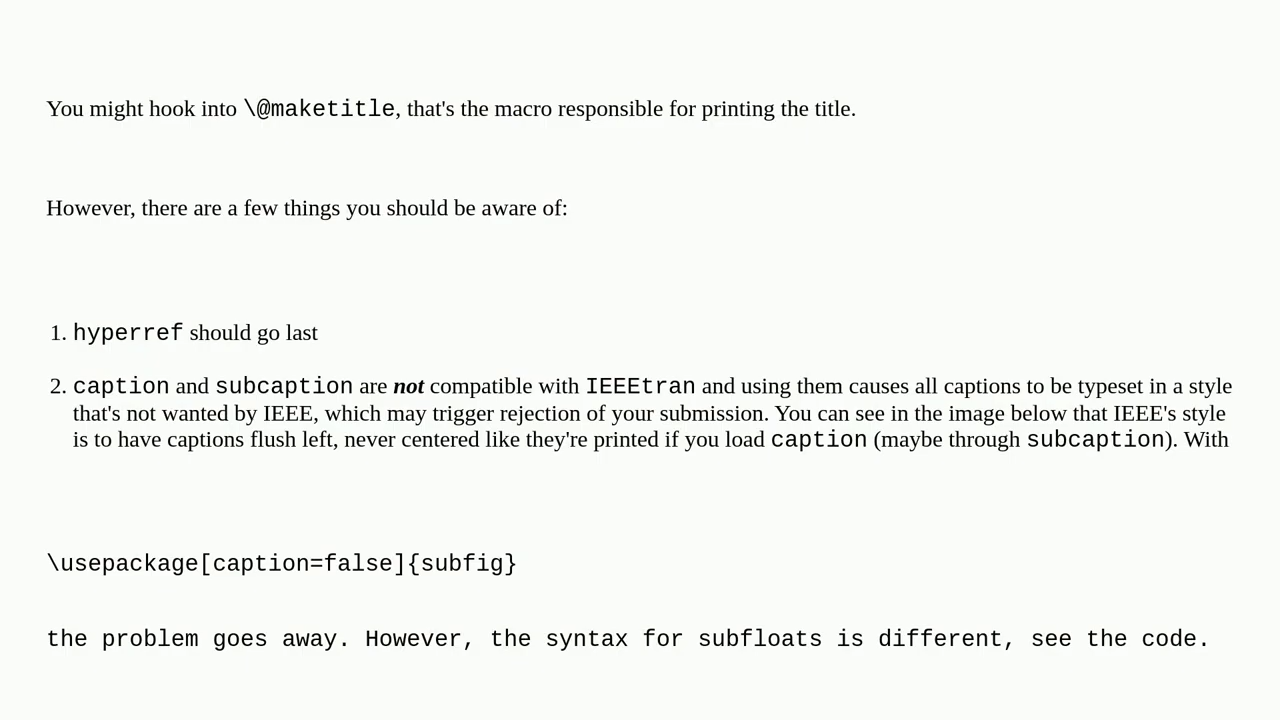 You might hook into \@maketitle, that's the macro responsible for printing the title.
However, there are a few things you should be aware of:
1. hyperref should go last
2. caption and subcaption are not compatible with IEEEtran and using them causes all captions to be typeset in a style
that's not wanted by IEEE, which may trigger rejection of your submission. You can see in the image below that IEEE's style
is to have captions flush left, never centered like they're printed if you load caption (maybe through subcaption). With
\usepackage[caption=false]{subfig}
the problem goes away. However, the syntax for subfloats is different, see the code.